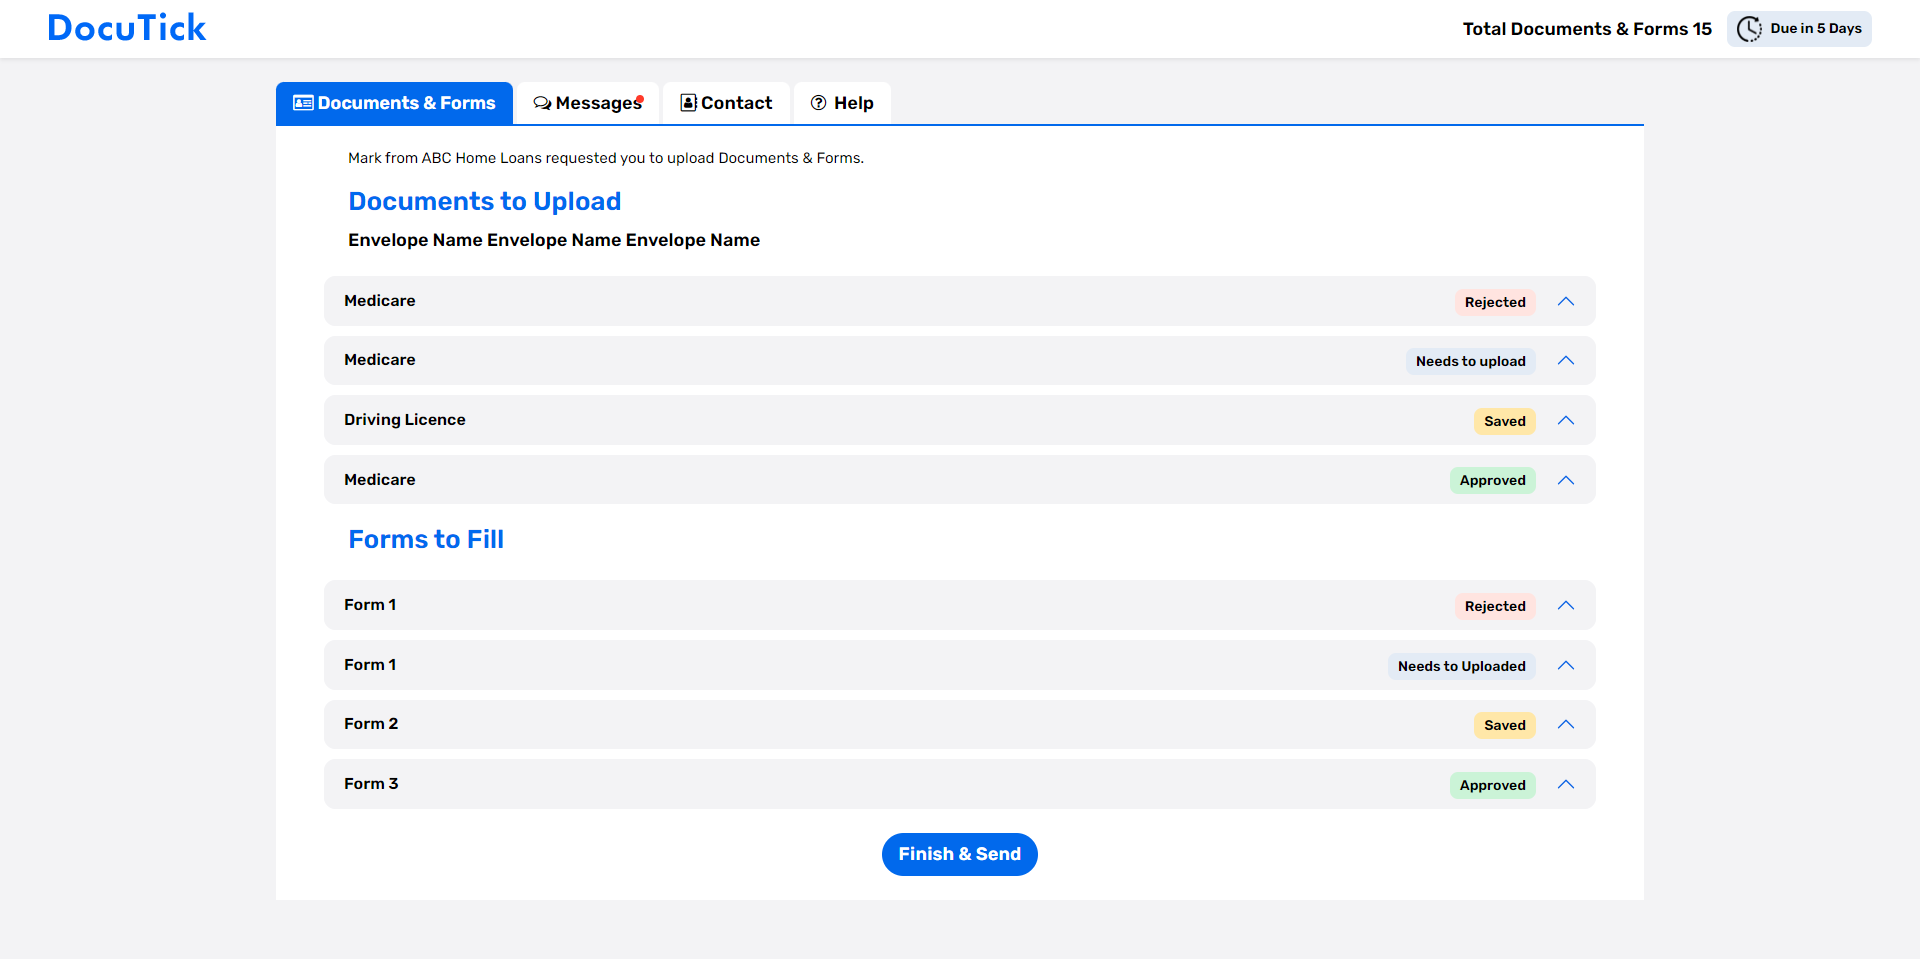 DocuTick
Total Documents & Forms 15
Due in 5 Days
Documents & Forms
Messages
Contact
Help
Mark from ABC Home Loans requested you to upload Documents & Forms.
Documents to Upload
Envelope Name Envelope Name Envelope Name
Medicare
Rejected
Medicare
Needs to upload
Driving Licence
Saved
Medicare
Approved
Forms to Fill
Form 1
Rejected
Form 1
Needs to Uploaded
Form 2
Saved
Form 3
Approved
Finish & Send